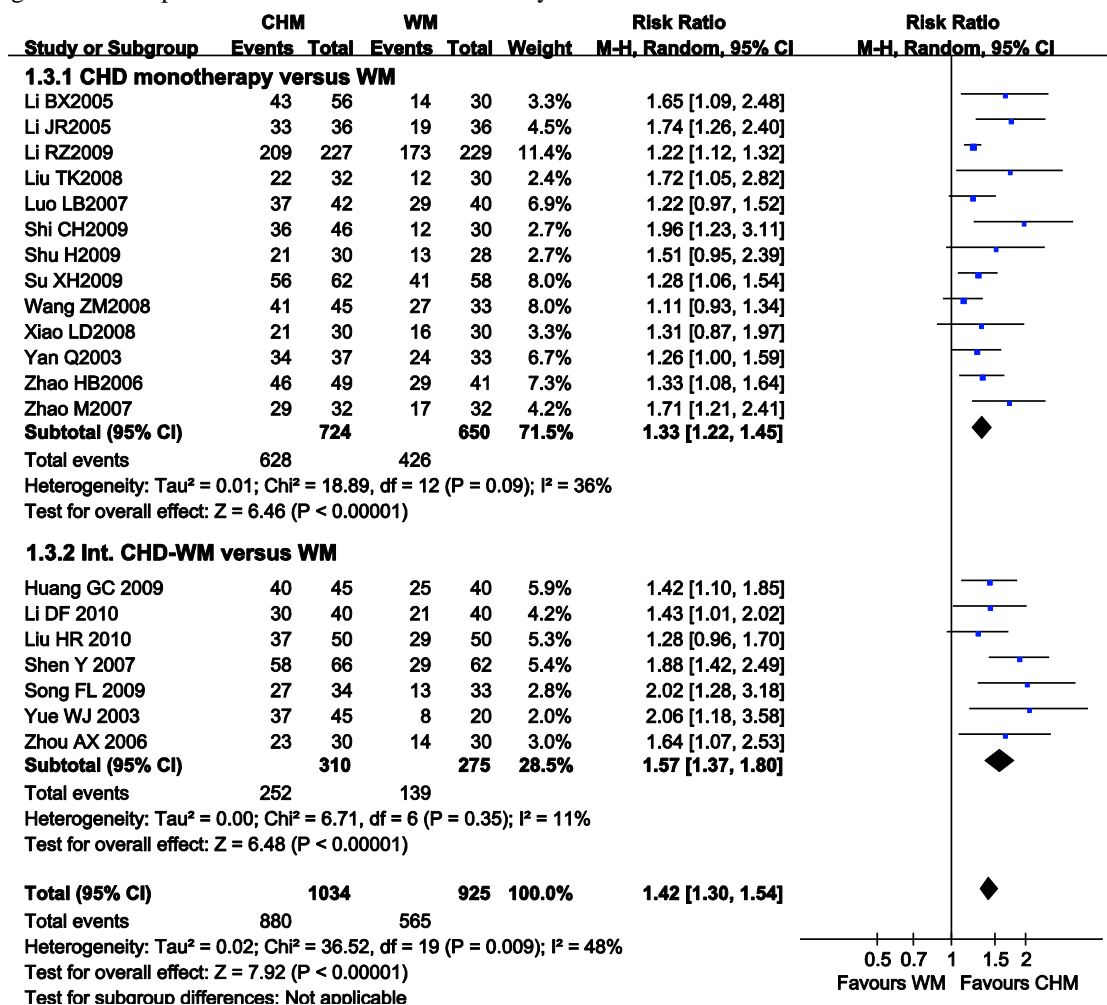 CHM WM Risk Ratio Risk Ratio
Study or Subgroup Events Total Events Total Weight M-H, Random, 95% CI M-H, Random, 95% CI
1.3.1 CHD monotherapy versus WM
Li BX2005 43 56 14 30 3.3% 1.65 [1.09, 2.48]
Li JR2005 33 36 19 36 4.5% 1.74 [1.26, 2.40]
Li RZ2009 209 227 173 229 11.4% 1.22 [1.12, 1.32]
Liu TK2008 22 32 12 30 2.4% 1.72 [1.05, 2.82]
Luo LB2007 37 42 29 40 6.9% 1.22 [0.97, 1.52]
Shi CH2009 36 46 12 30 2.7% 1.96 [1.23, 3.11]
Shu H2009 21 30 13 28 2.7% 1.51 [0.95, 2.39]
Su XH2009 56 62 41 58 8.0% 1.28 [1.06, 1.54]
Wang ZM2008 41 45 27 33 8.0% 1.11 [0.93, 1.34]
Xiao LD2008 21 30 16 30 3.3% 1.31 [0.87, 1.97]
Yan Q2003 34 37 24 33 6.7% 1.26 [1.00, 1.59]
Zhao HB2006 46 49 29 41 7.3% 1.33 [1.08, 1.64]
Zhao M2007 29 32 17 32 4.2% 1.71 [1.21, 2.41]
Subtotal (95% CI) 724 650 71.5% 1.33 [1.22, 1.45]
Total events 628 426
Heterogeneity: Tau² = 0.01; Chi² = 18.89, df = 12 (P = 0.09); I² = 36%
Test for overall effect: Z = 6.46 (P < 0.00001)
1.3.2 Int. CHD-WM versus WM
Huang GC 2009 40 45 25 40 5.9% 1.42 [1.10, 1.85]
Li DF 2010 30 40 21 40 4.2% 1.43 [1.01, 2.02]
Liu HR 2010 37 50 29 50 5.3% 1.28 [0.96, 1.70]
Shen Y 2007 58 66 29 62 5.4% 1.88 [1.42, 2.49]
Song FL 2009 27 34 13 33 2.8% 2.02 [1.28, 3.18]
Yue WJ 2003 37 45 8 20 2.0% 2.06 [1.18, 3.58]
Zhou AX 2006 23 30 14 30 3.0% 1.64 [1.07, 2.53]
Subtotal (95% CI) 310 275 28.5% 1.57 [1.37, 1.80]
Total events 252 139
Heterogeneity: Tau² = 0.00; Chi² = 6.71, df = 6 (P = 0.35); I² = 11%
Test for overall effect: Z = 6.48 (P < 0.00001)
Total (95% CI) 1034 925 100.0% 1.42 [1.30, 1.54]
Total events 880 565
Heterogeneity: Tau² = 0.02; Chi² = 36.52, df = 19 (P = 0.009); I² = 48%
Test for overall effect: Z = 7.92 (P < 0.00001)
Test for subgroup differences: Not applicable
0.5 0.7 1 1.5 2
Favours WM Favours CHM